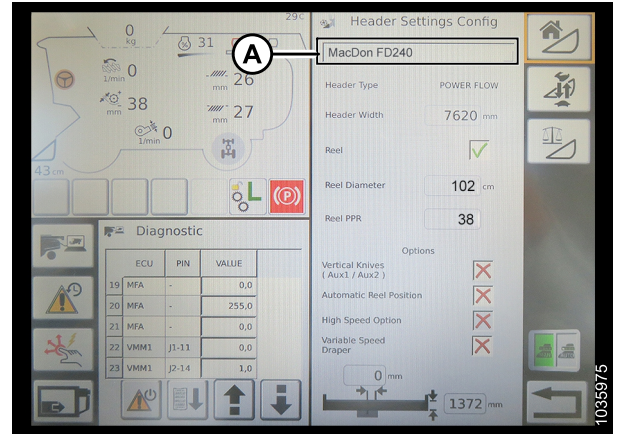 29c
Header Settings Config
0
kg
31
A
MacDon FD240
1/min 0
mm 26
Header Type POWER FLOW
mm 38
mm 27
Header Width 7620 mm
1/min 0
Reel
43 cm
Reel Diameter 102 cm
L (P)
Reel PPR 38
Diagnostic
Options
ECU PIN VALUE
Vertical Knives
( Aux1 / Aux2 )
19 MFA - 0,0
Automatic Reel Position
20 MFA - 255,0
High Speed Option
21 MFA - 0,0
Variable Speed
Draper
22 VMM1 J1-11 0,0
23 VMM1 J2-14 1,0
0 mm
1372 mm
1035975